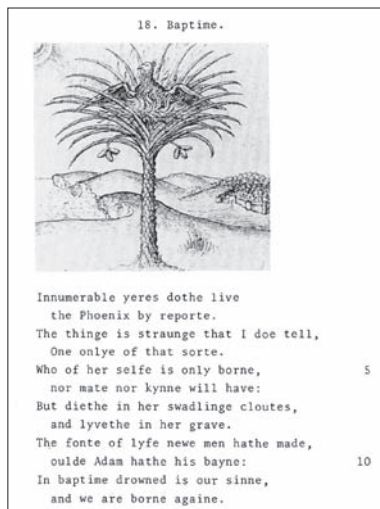 18. Baptime.
Innumerable yeres dothe live
the Phoenix by reporte.
The thinge is straunge that I doe tell,
One onlye of that sorte.
Who of her selfe is only borne, 5
nor mate nor kynne will have:
But diethe in her swadlinge cloutes,
and lyvethe in her grave.
The fonte of lyfe newe men hathe made,
oulde Adam hathe his bayne: 10
In baptime drowned is our sinne,
and we are borne againe.